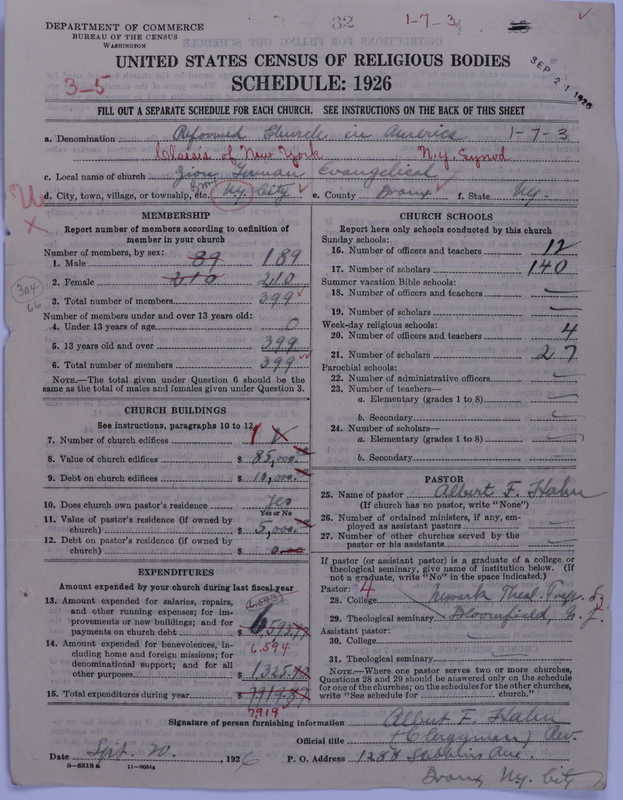 32
1-7-3
DEPARTMENT OF COMMERCE
BUREAU OF THE CENSUS
WASHINGTON
UNITED STATES CENSUS OF RELIGIOUS BODIES
SCHEDULE: 1926
SEP 21 1926
3-5
FILL OUT A SEPARATE SCHEDULE FOR EACH CHURCH. SEE INSTRUCTIONS ON THE BACK OF THIS SHEET
a. Denomination Reformed Church in America 1-7-3
Classis of New York N.Y. Synod
c. Local name of church Zion German Evangelical
d. City, town, village, or township, etc. N.y. City e. County Bronx f. State N.y.
MEMBERSHIP
Report number of members according to definition of
member in your church
Number of members, by sex:
1. Male 89 189
2. Female 210 210
3. Total number of members 399
304
66
Number of members under and over 13 years old:
4. Under 13 years of age 0
5. 13 years old and over 399
6. Total number of members 399
NOTE.—The total given under Question 6 should be the
same as the total of males and females given under Question 3.
CHURCH BUILDINGS
See instructions, paragraphs 10 to 12
7. Number of church edifices 1
8. Value of church edifices $ 85,000.
9. Debt on church edifices $ 10,000.
10. Does church own pastor's residence yes
Yes or No
11. Value of pastor's residence (if owned by
church) $ 5,000.
12. Debt on pastor's residence (if owned by
church) $ 0
EXPENDITURES
Amount expended by your church during last fiscal year
13. Amount expended for salaries, repairs,
and other running expenses; for im-
provements or new buildings; and for
payments on church debt $
6,594
14. Amount expended for benevolences, in-
cluding home and foreign missions; for
denominational support; and for all
other purposes $ 1325.
15. Total expenditures during year $
7919
CHURCH SCHOOLS
Report here only schools conducted by this church
Sunday schools:
16. Number of officers and teachers 12
17. Number of scholars 140
Summer vacation Bible schools:
18. Number of officers and teachers —
19. Number of scholars —
Week-day religious schools:
20. Number of officers and teachers 4
21. Number of scholars 27
Parochial schools:
22. Number of administrative officers —
23. Number of teachers—
a. Elementary (grades 1 to 8) —
b. Secondary —
24. Number of scholars—
a. Elementary (grades 1 to 8) —
b. Secondary —
PASTOR
25. Name of pastor Albert F. Hahn
(If church has no pastor, write "None")
26. Number of ordained ministers, if any, em-
ployed as assistant pastors —
27. Number of other churches served by the
pastor or his assistants —
If pastor (or assistant pastor) is a graduate of a college or
theological seminary, give name of institution below. (If
not a graduate, write "No" in the space indicated.)
Pastor: 4
28. College Newark Theol.
29. Theological seminary Bloomfield, N.J.
Assistant pastor:
30. College —
31. Theological seminary —
NOTE.—Where one pastor serves two or more churches,
Questions 28 and 29 should be answered only on the schedule
for one of the churches; on the schedules for the other churches,
write "See schedule for church."
Signature of person furnishing information Albert F. Hahn
Official title (Clergyman) Rev.
Date Sept. 20. 1926 P. O. Address 1288 Stebbins Ave.
8—5518 a 11—9054
Bronx, N.y. City